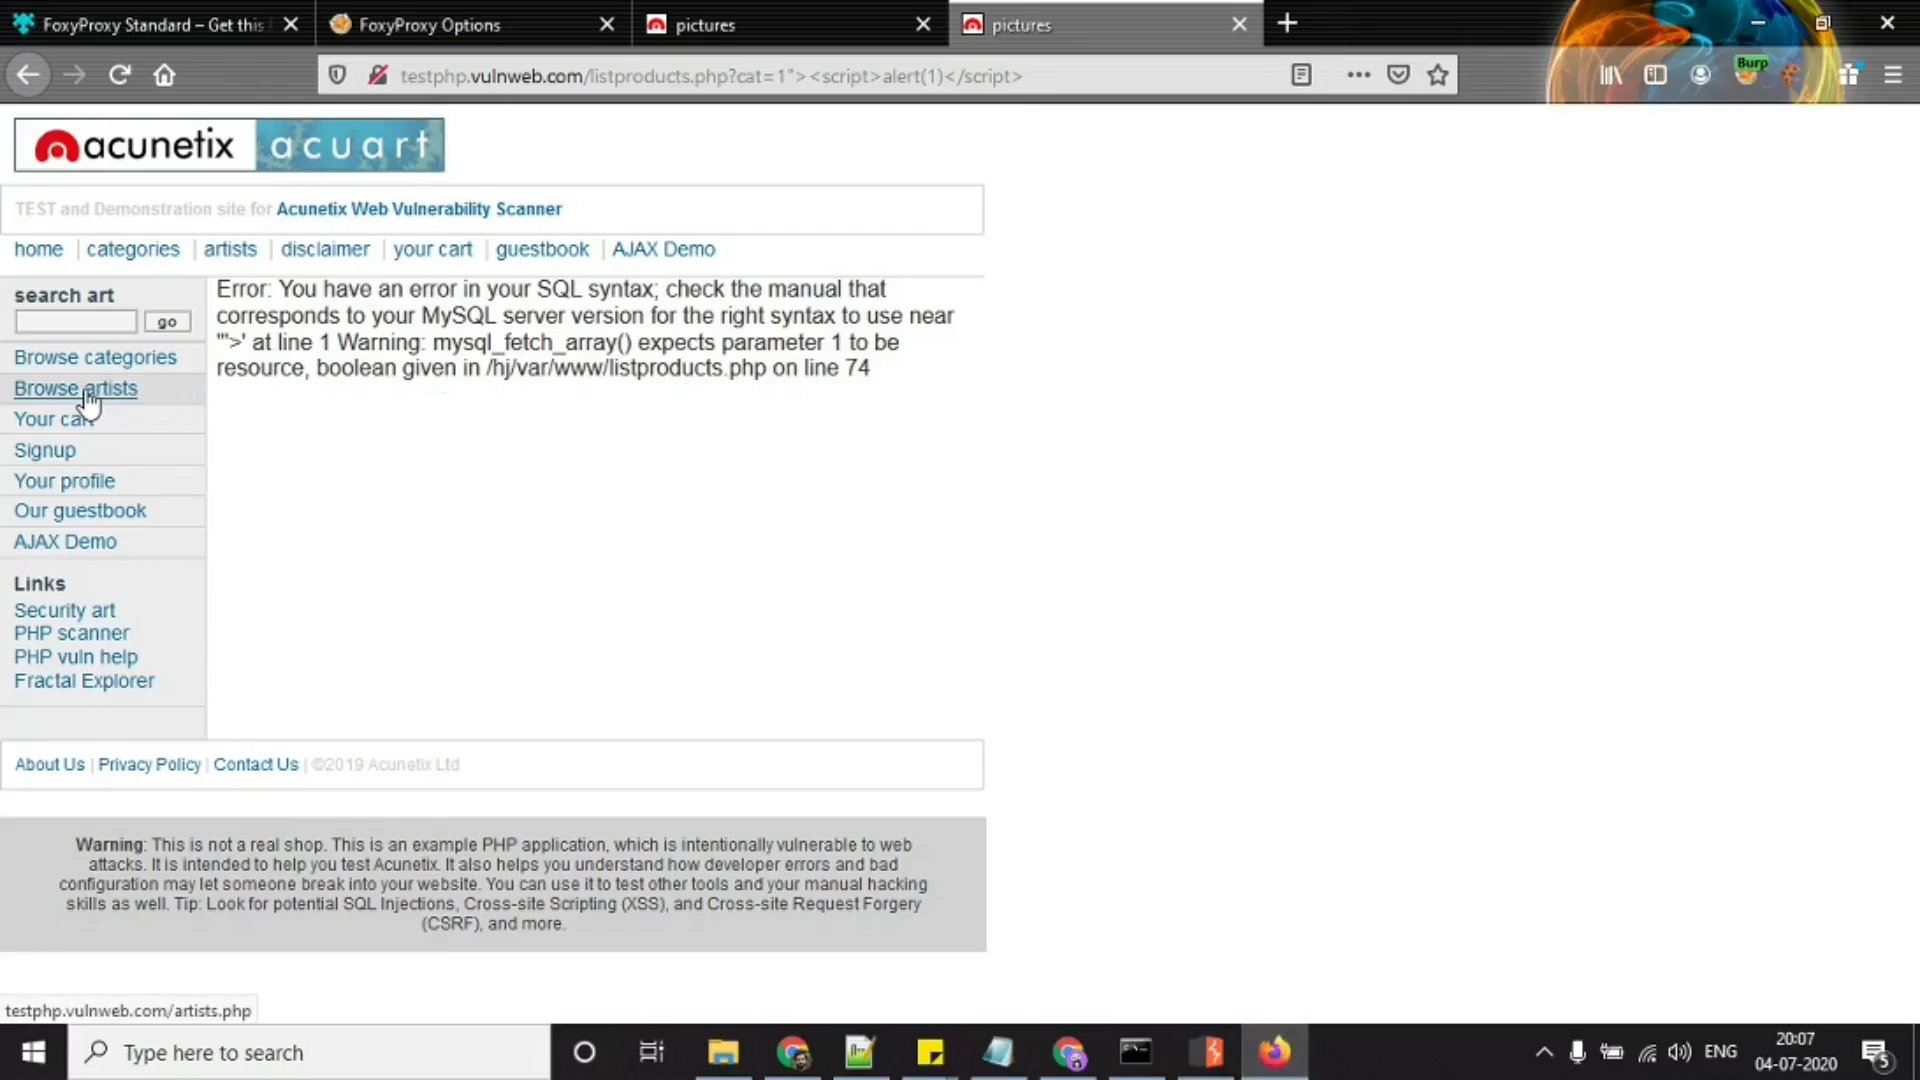 FoxyProxy Standard – Get this
FoxyProxy Options
pictures
pictures
testphp.vulnweb.com/listproducts.php?cat=1"><script>alert(1)</script>
Burp
acunetix acuart
TEST and Demonstration site for Acunetix Web Vulnerability Scanner
home | categories | artists | disclaimer | your cart | guestbook | AJAX Demo
search art
go
Browse categories
Browse artists
Your cart
Signup
Your profile
Our guestbook
AJAX Demo
Links
Security art
PHP scanner
PHP vuln help
Fractal Explorer
Error: You have an error in your SQL syntax; check the manual that
corresponds to your MySQL server version for the right syntax to use near
'">' at line 1 Warning: mysql_fetch_array() expects parameter 1 to be
resource, boolean given in /hj/var/www/listproducts.php on line 74
About Us | Privacy Policy | Contact Us | ©2019 Acunetix Ltd
Warning: This is not a real shop. This is an example PHP application, which is intentionally vulnerable to web
attacks. It is intended to help you test Acunetix. It also helps you understand how developer errors and bad
configuration may let someone break into your website. You can use it to test other tools and your manual hacking
skills as well. Tip: Look for potential SQL Injections, Cross-site Scripting (XSS), and Cross-site Request Forgery
(CSRF), and more.
testphp.vulnweb.com/artists.php
Type here to search
ENG
20:07
04-07-2020
5